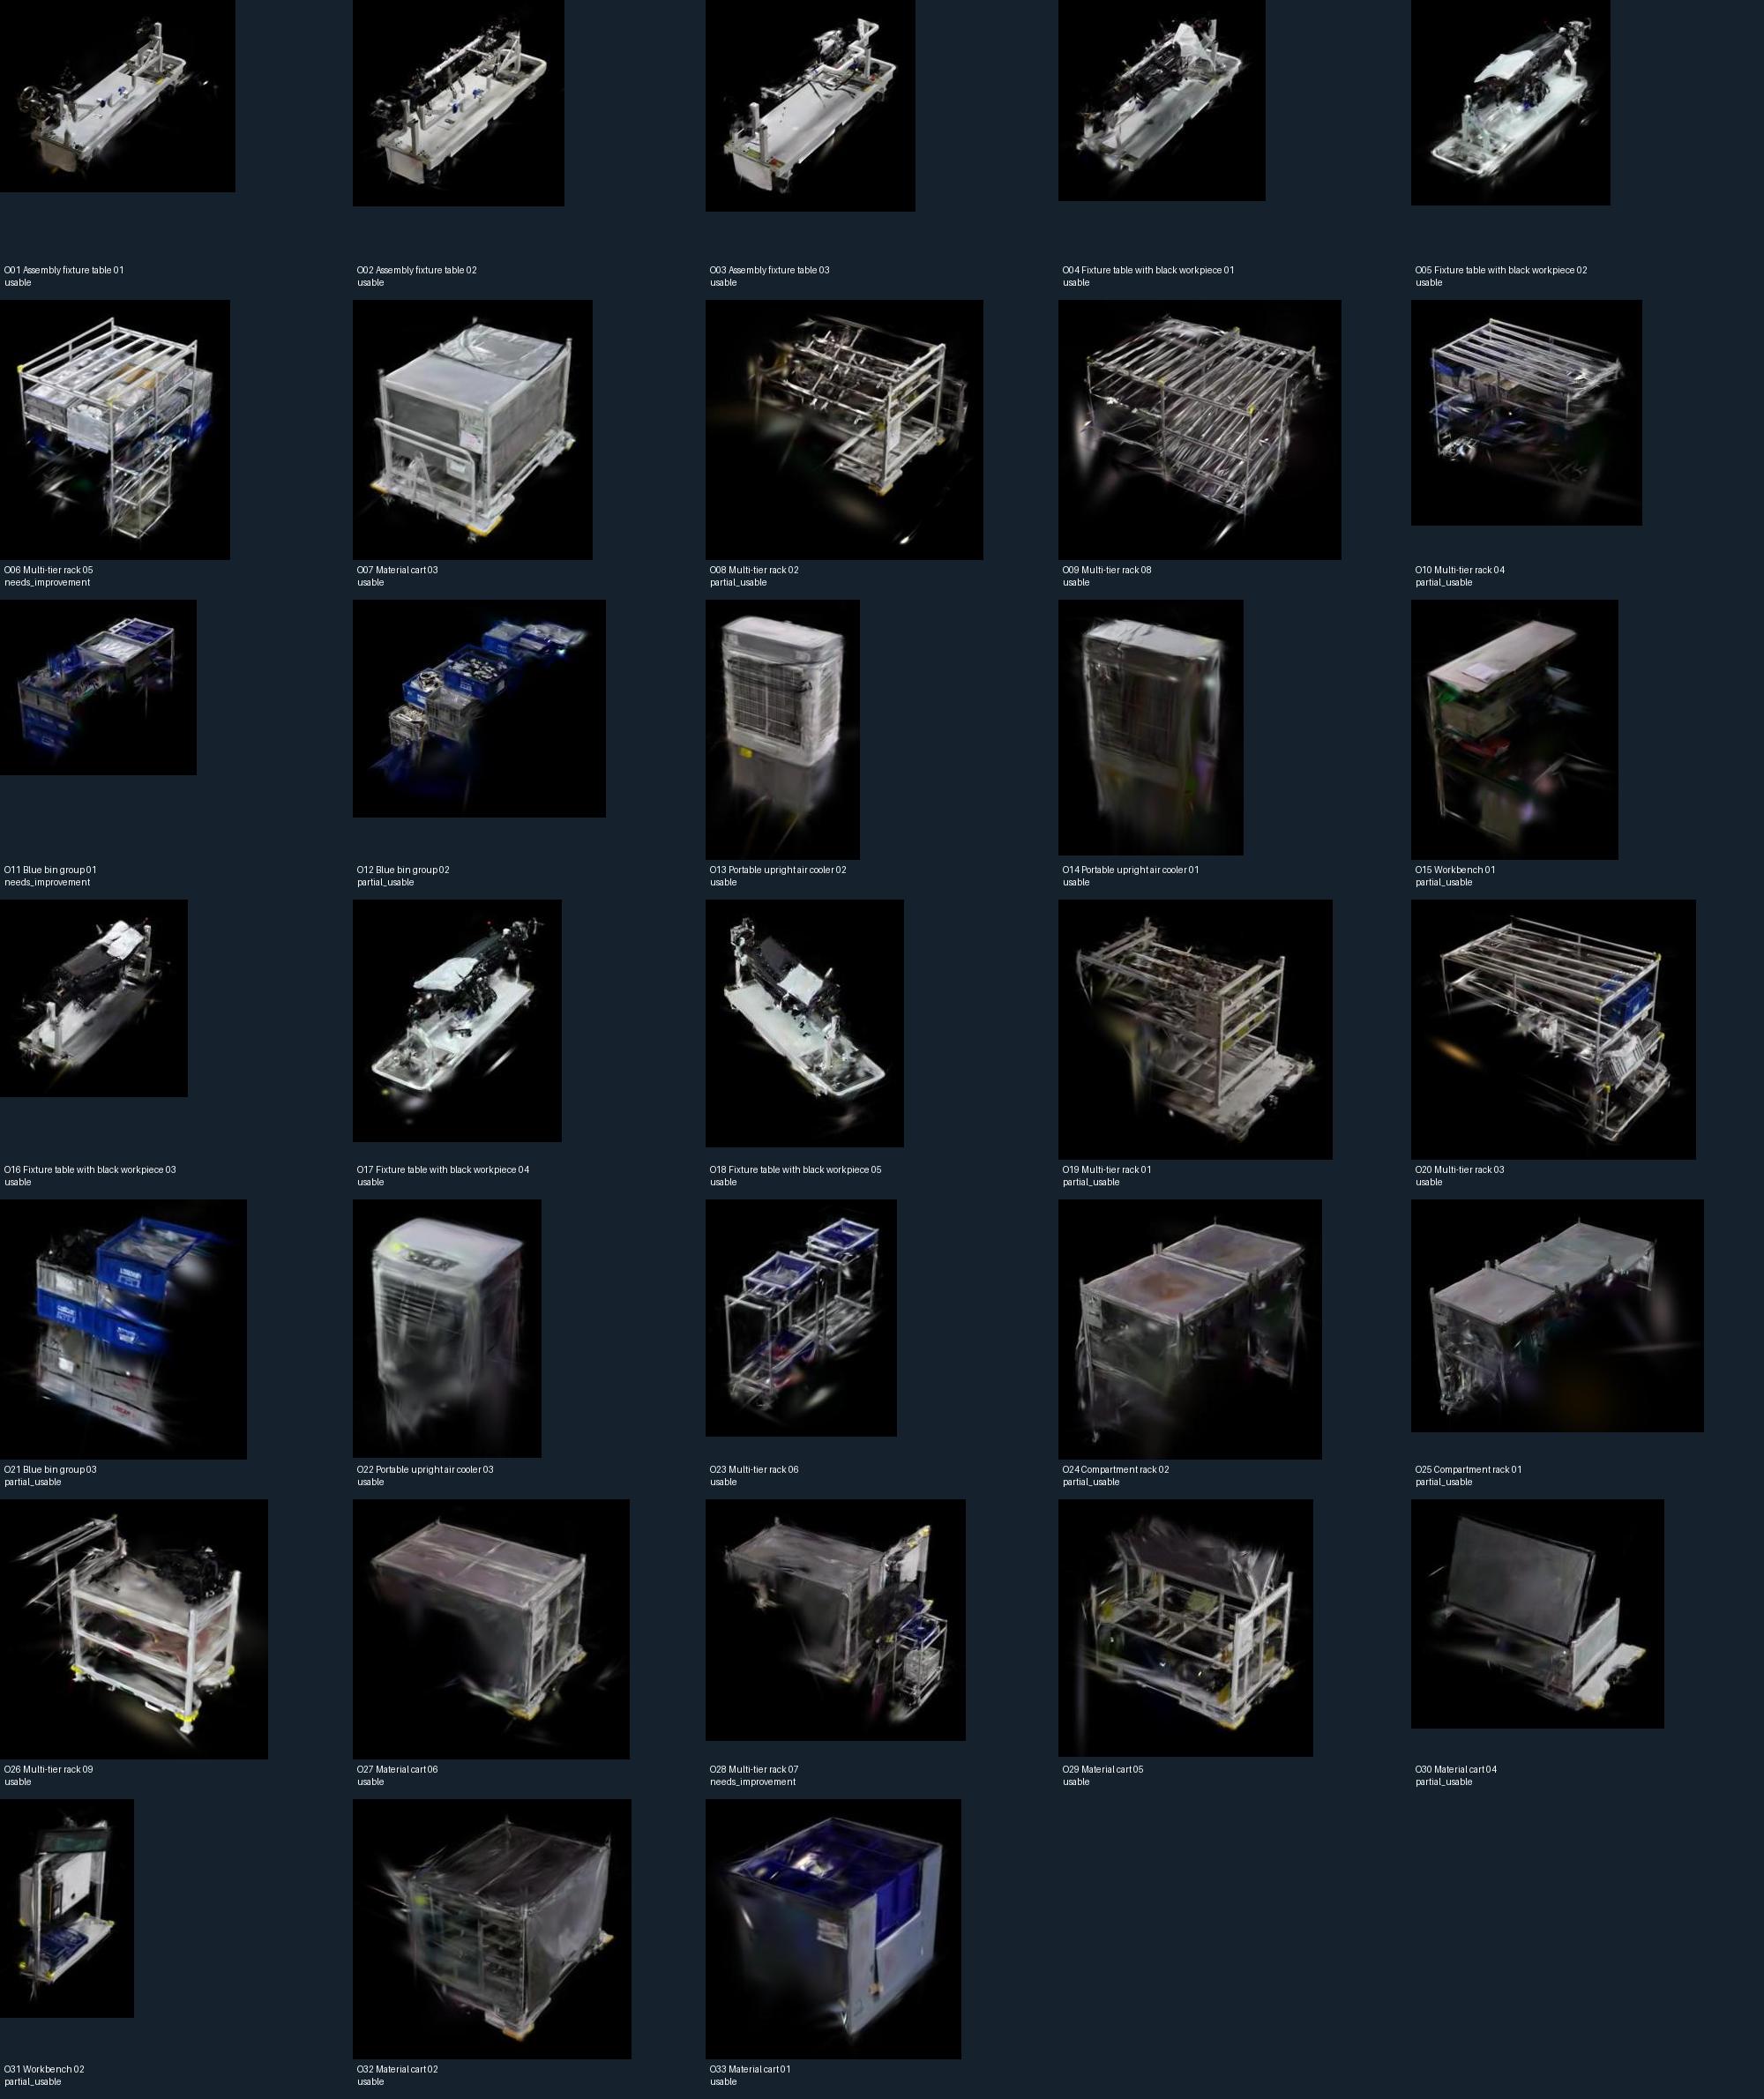 O01 Assembly fixture table 01
usable
O02 Assembly fixture table 02
usable
O03 Assembly fixture table 03
usable
O04 Fixture table with black workpiece 01
usable
O05 Fixture table with black workpiece 02
usable
O06 Multi-tier rack 05
needs_improvement
O07 Material cart 03
usable
O08 Multi-tier rack 02
partial_usable
O09 Multi-tier rack 08
usable
O10 Multi-tier rack 04
partial_usable
O11 Blue bin group 01
needs_improvement
O12 Blue bin group 02
partial_usable
O13 Portable upright air cooler 02
usable
O14 Portable upright air cooler 01
usable
O15 Workbench 01
partial_usable
O16 Fixture table with black workpiece 03
usable
O17 Fixture table with black workpiece 04
usable
O18 Fixture table with black workpiece 05
usable
O19 Multi-tier rack 01
partial_usable
O20 Multi-tier rack 03
usable
O21 Blue bin group 03
partial_usable
O22 Portable upright air cooler 03
usable
O23 Multi-tier rack 06
usable
O24 Compartment rack 02
partial_usable
O25 Compartment rack 01
partial_usable
O26 Multi-tier rack 09
usable
O27 Material cart 06
usable
O28 Multi-tier rack 07
needs_improvement
O29 Material cart 05
usable
O30 Material cart 04
partial_usable
O31 Workbench 02
partial_usable
O32 Material cart 02
usable
O33 Material cart 01
usable